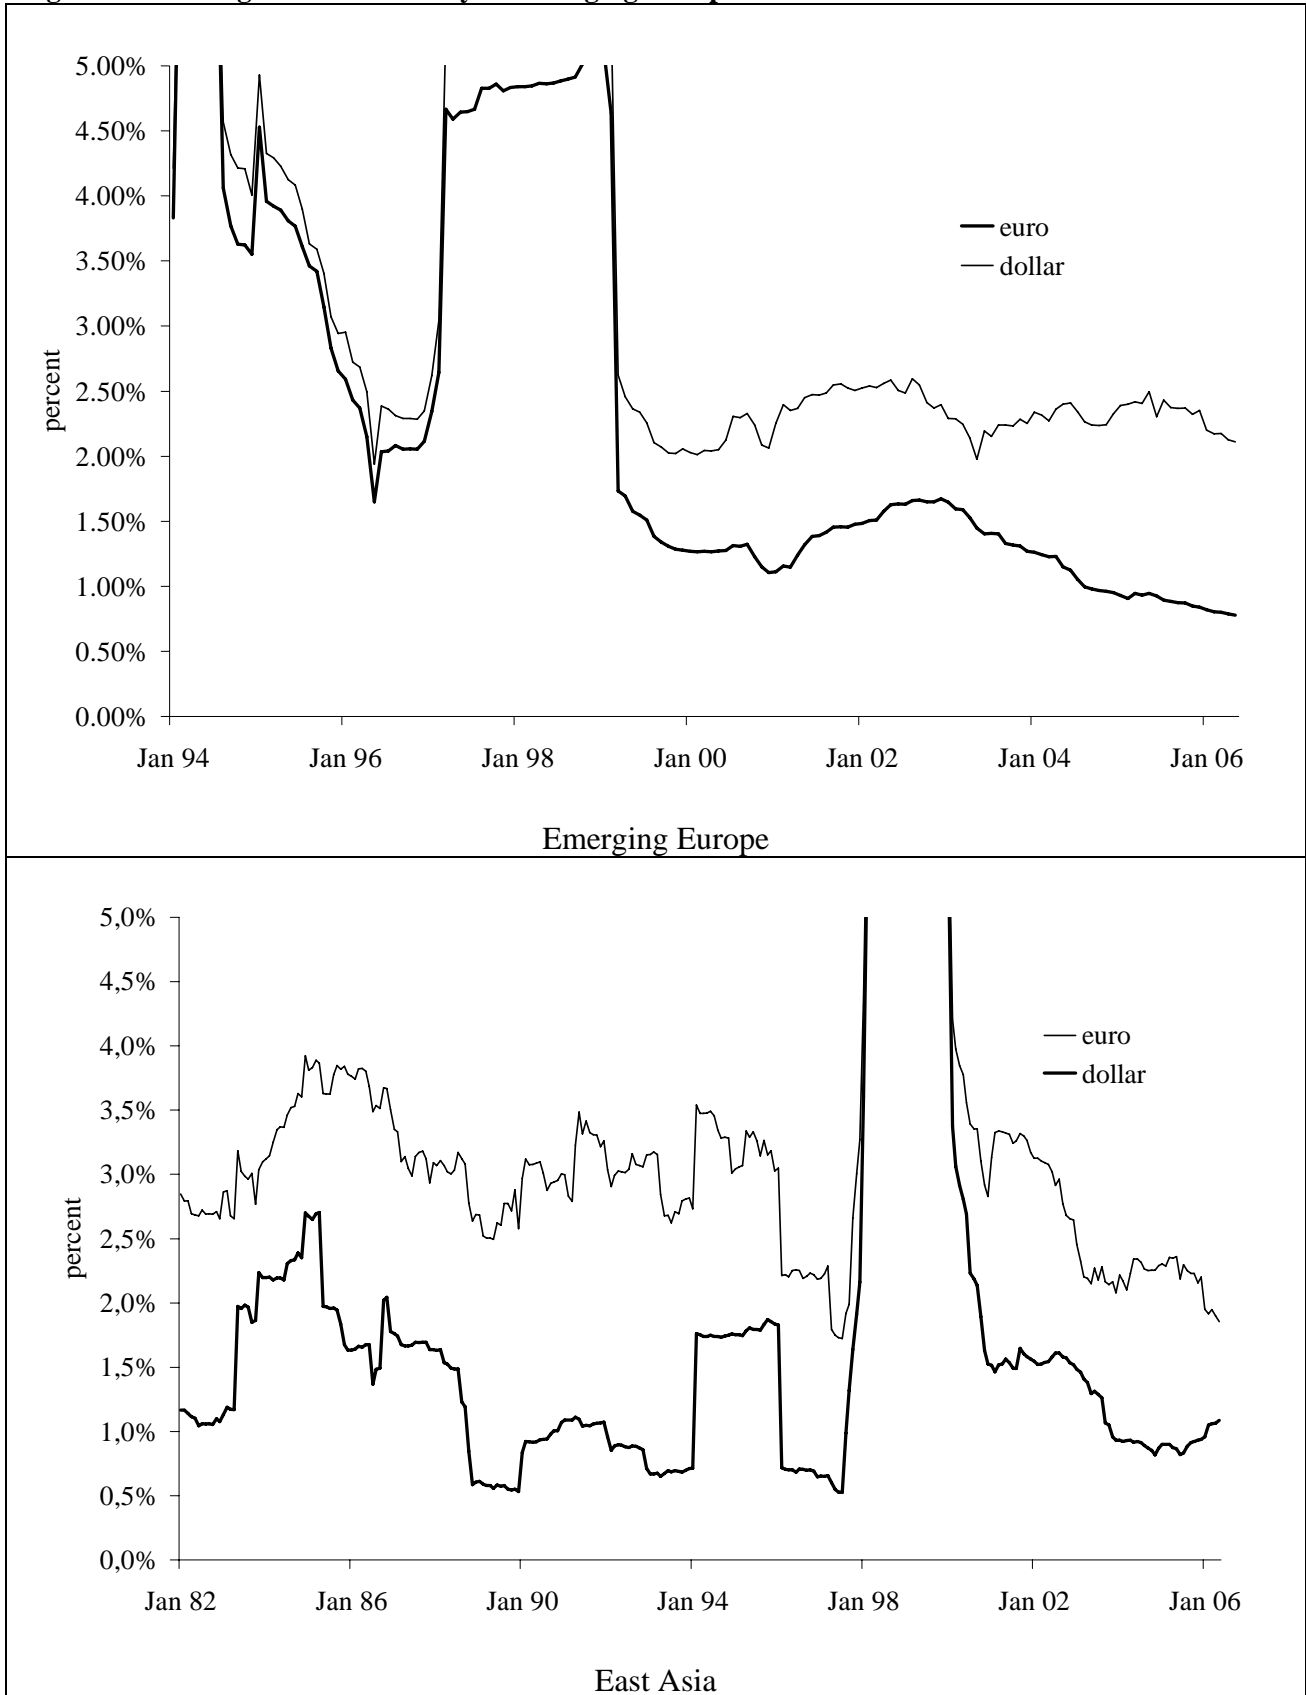 5.00%
4.50%
4.00%
3.50%
3.00%
2.50%
2.00%
1.50%
1.00%
0.50%
0.00%
percent
euro
dollar
Jan 94 Jan 96 Jan 98 Jan 00 Jan 02 Jan 04 Jan 06
Emerging Europe
5,0%
4,5%
4,0%
3,5%
3,0%
2,5%
2,0%
1,5%
1,0%
0,5%
0,0%
percent
euro
dollar
Jan 82 Jan 86 Jan 90 Jan 94 Jan 98 Jan 02 Jan 06
East Asia